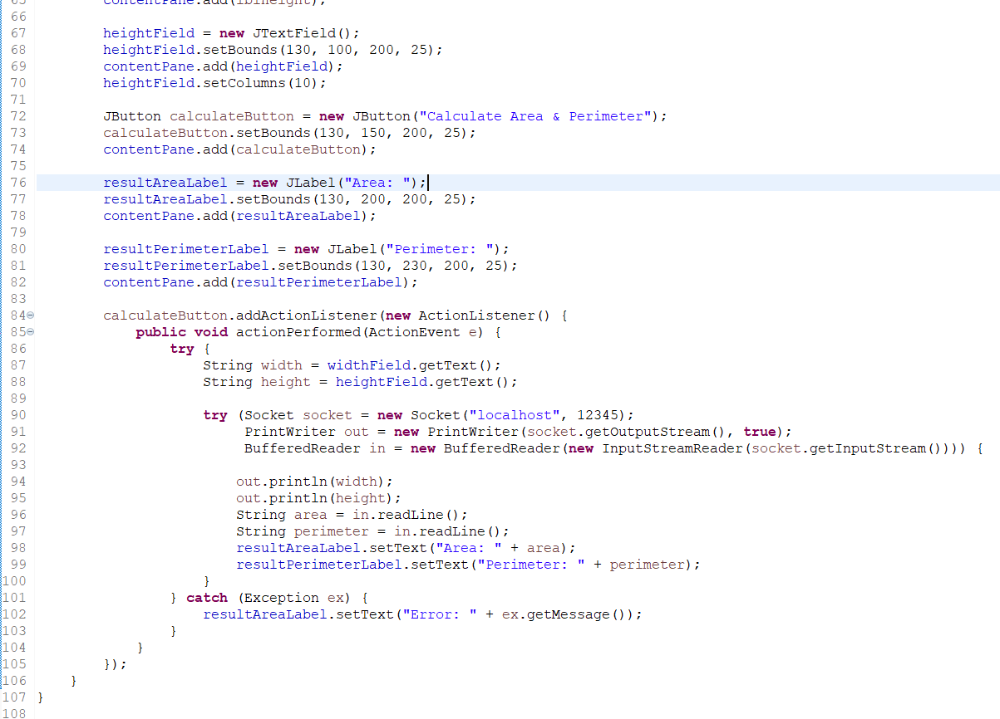 65 contentPane.add(lblHeight);
66
67 heightField = new JTextField();
68 heightField.setBounds(130, 100, 200, 25);
69 contentPane.add(heightField);
70 heightField.setColumns(10);
71
72 JButton calculateButton = new JButton("Calculate Area & Perimeter");
73 calculateButton.setBounds(130, 150, 200, 25);
74 contentPane.add(calculateButton);
75
76 resultAreaLabel = new JLabel("Area: ");
77 resultAreaLabel.setBounds(130, 200, 200, 25);
78 contentPane.add(resultAreaLabel);
79
80 resultPerimeterLabel = new JLabel("Perimeter: ");
81 resultPerimeterLabel.setBounds(130, 230, 200, 25);
82 contentPane.add(resultPerimeterLabel);
83
84 calculateButton.addActionListener(new ActionListener() {
85 public void actionPerformed(ActionEvent e) {
86 try {
87 String width = widthField.getText();
88 String height = heightField.getText();
89
90 try (Socket socket = new Socket("localhost", 12345);
91 PrintWriter out = new PrintWriter(socket.getOutputStream(), true);
92 BufferedReader in = new BufferedReader(new InputStreamReader(socket.getInputStream()))) {
93
94 out.println(width);
95 out.println(height);
96 String area = in.readLine();
97 String perimeter = in.readLine();
98 resultAreaLabel.setText("Area: " + area);
99 resultPerimeterLabel.setText("Perimeter: " + perimeter);
100 }
101 } catch (Exception ex) {
102 resultAreaLabel.setText("Error: " + ex.getMessage());
103 }
104 }
105 });
106 }
107 }
108